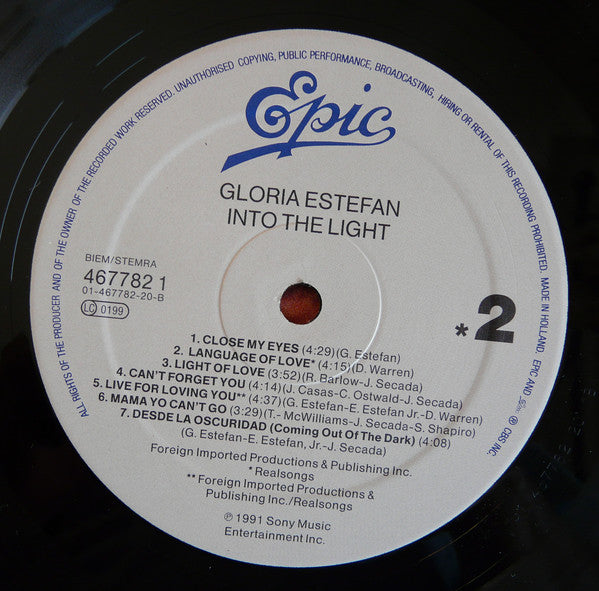 ALL RIGHTS OF THE PRODUCER AND OF THE OWNER OF THE RECORDED WORK RESERVED. UNAUTHORISED COPYING, PUBLIC PERFORMANCE, BROADCASTING, HIRING OR RENTAL OF THIS RECORDING PROHIBITED. MADE IN HOLLAND. EPIC AND Epic ® CBS INC.
Epic
GLORIA ESTEFAN
INTO THE LIGHT
BIEM/STEMRA
467782 1
01-467782-20-B
LC 0199
*2
1. CLOSE MY EYES (4:29)(G. Estefan)
2. LANGUAGE OF LOVE* (4:15)(D. Warren)
3. LIGHT OF LOVE (3:52)(R. Barlow-J. Secada)
4. CAN'T FORGET YOU (4:14)(J. Casas-C. Ostwald-J. Secada)
5. LIVE FOR LOVING YOU** (4:37)(G. Estefan-E. Estefan Jr.-D. Warren)
6. MAMA YO CAN'T GO (3:29)(T.- McWilliams-J. Secada-S. Shapiro)
7. DESDE LA OSCURIDAD (Coming Out Of The Dark) (4:08)
(G. Estefan-E. Estefan, Jr.-J. Secada)
Foreign Imported Productions & Publishing Inc.
*Realsongs
**Foreign Imported Productions &
Publishing Inc./Realsongs
℗ 1991 Sony Music
Entertainment Inc.